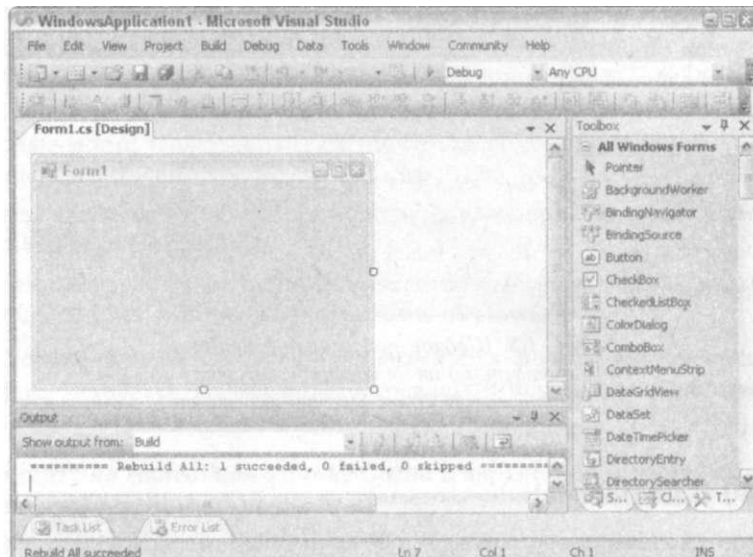 WindowsApplication1 - Microsoft Visual Studio
File Edit View Project Build Debug Data Tools Window Community Help
Debug Any CPU
Form1.cs [Design]
Form1
Toolbox
All Windows Forms
Pointer
BackgroundWorker
BindingNavigator
BindingSource
Button
CheckBox
CheckedListBox
ColorDialog
ComboBox
ContextMenuStrip
DataGridView
DataSet
DateTimePicker
DirectoryEntry
DirectorySearcher
S... Cl... T...
Output
Show output from: Build
========== Rebuild All: 1 succeeded, 0 failed, 0 skipped ==========
Task List Error List
Rebuild All succeeded Ln 7 Col 1 Ch 1 INS